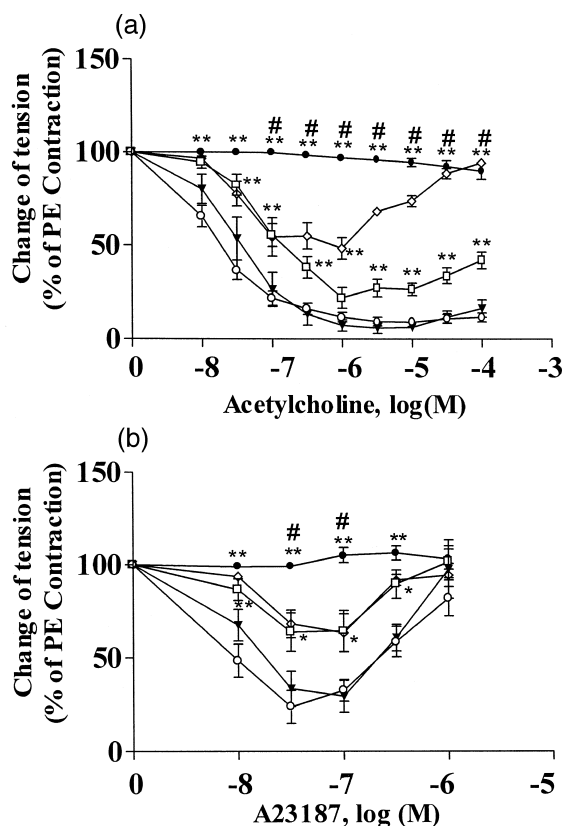 (a)
Change of tension
(% of PE Contraction)
150
100
50
0
# # # # # # #
** ** ** ** ** ** ** ** **
**
**
**
**
** ** ** **
0 -8 -7 -6 -5 -4 -3
Acetylcholine, log(M)
(b)
Change of tension
(% of PE Contraction)
150
100
50
0
# #
** ** ** **
**
*
*
*
0 -8 -7 -6 -5
A23187, log (M)